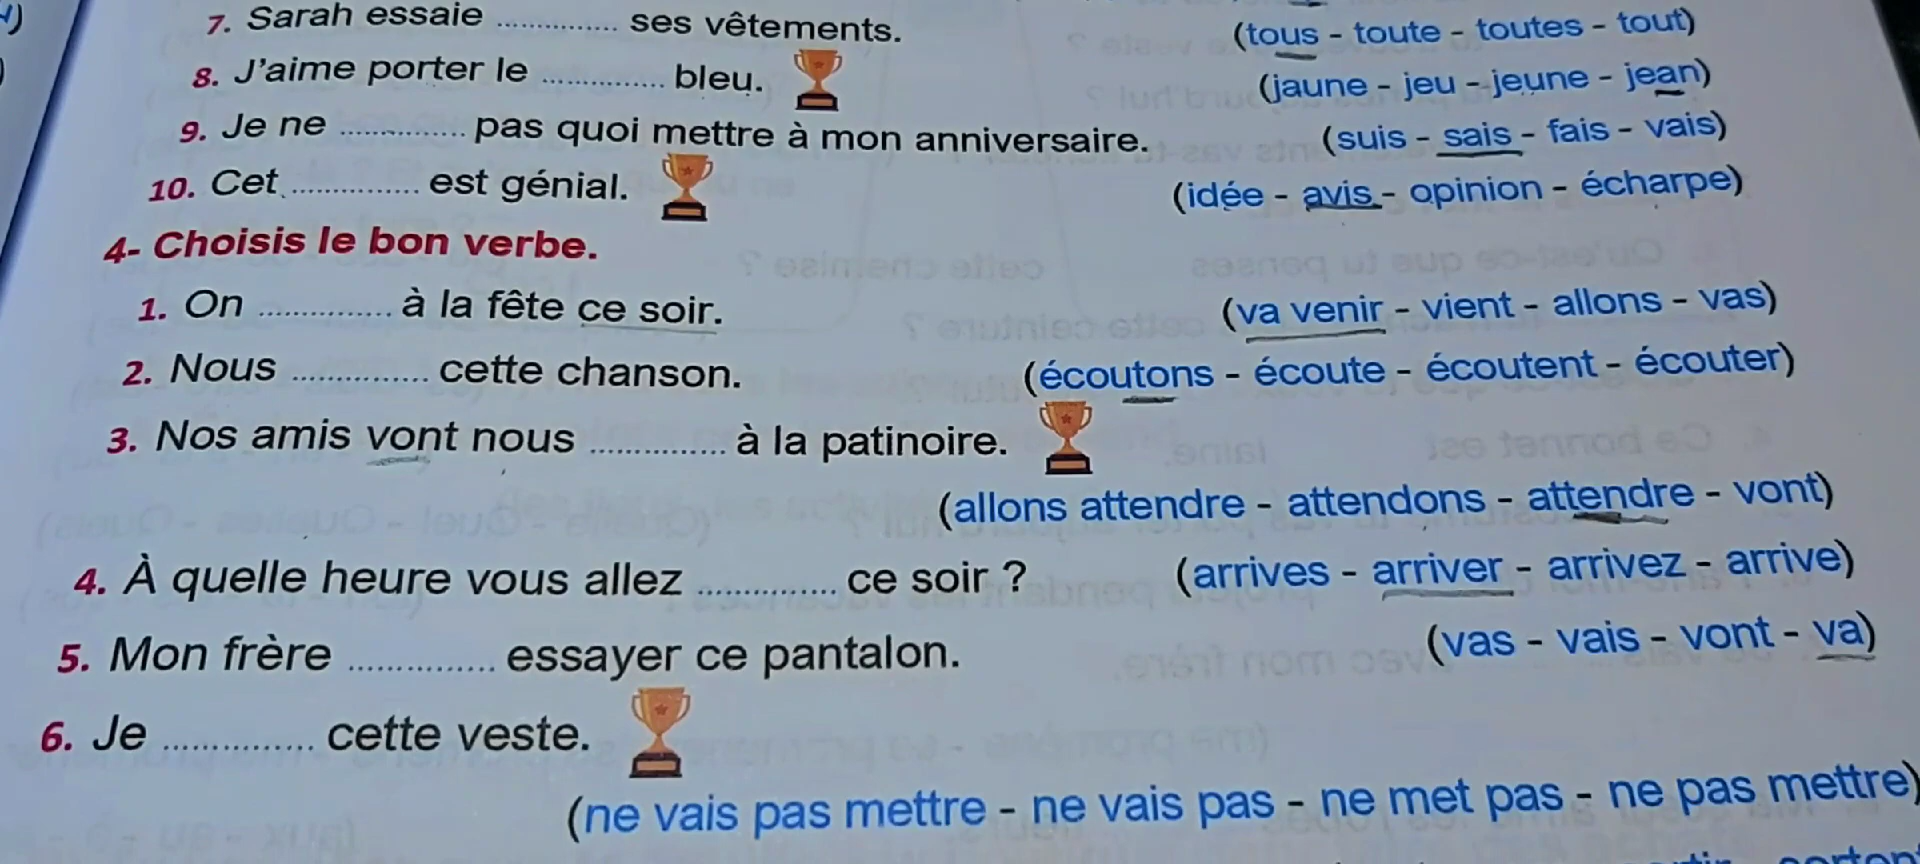 7. Sarah essaie .............. ses vêtements. (tous - toute - toutes - tout)
8. J'aime porter le .............. bleu. (jaune - jeu - jeune - jean)
9. Je ne .............. pas quoi mettre à mon anniversaire. (suis - sais - fais - vais)
10. Cet .............. est génial. (idée - avis - opinion - écharpe)
4- Choisis le bon verbe.
1. On .............. à la fête ce soir. (va venir - vient - allons - vas)
2. Nous .............. cette chanson. (écoutons - écoute - écoutent - écouter)
3. Nos amis vont nous .............. à la patinoire.
(allons attendre - attendons - attendre - vont)
4. À quelle heure vous allez .............. ce soir ? (arrives - arriver - arrivez - arrive)
5. Mon frère .............. essayer ce pantalon. (vas - vais - vont - va)
6. Je .............. cette veste.
(ne vais pas mettre - ne vais pas - ne met pas - ne pas mettre)